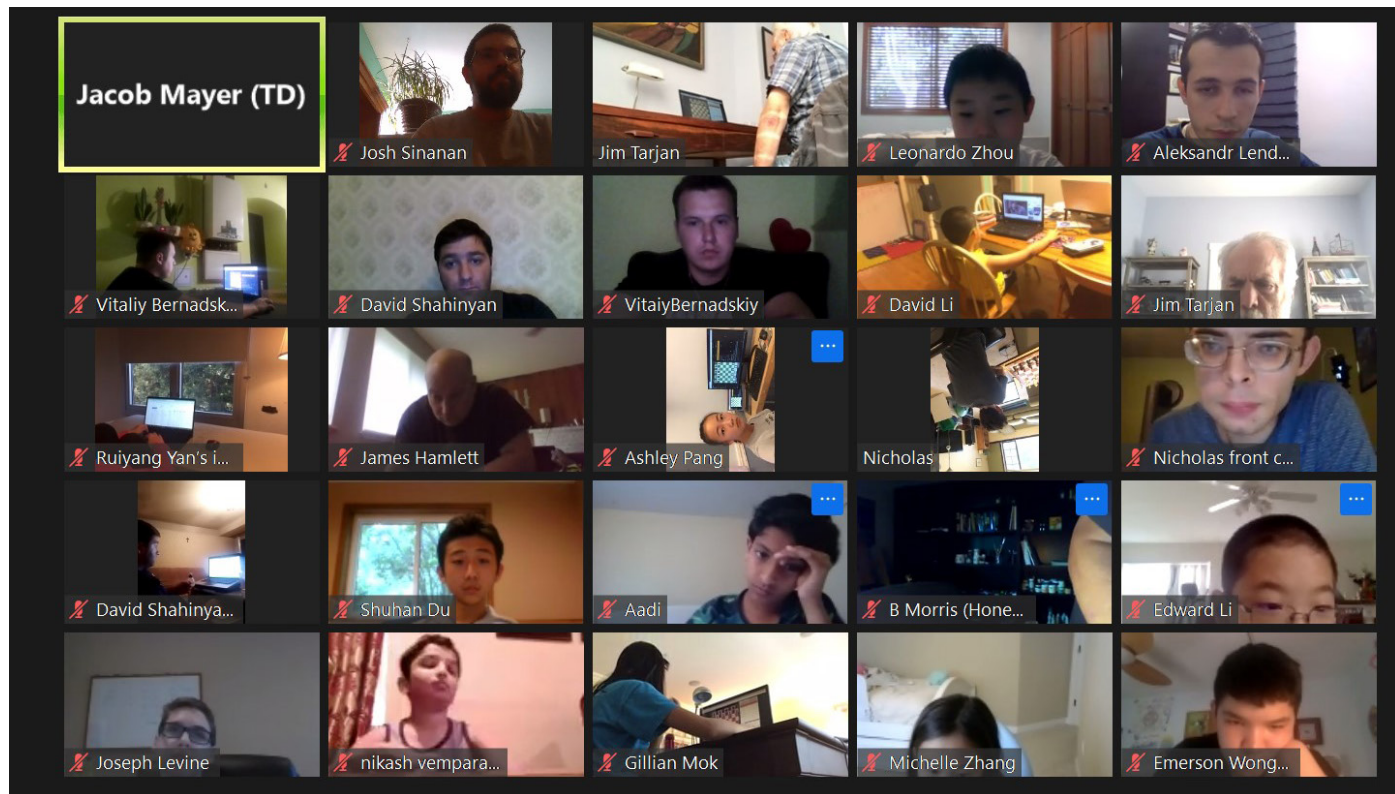 Jacob Mayer (TD)
Josh Sinanan
Jim Tarjan
Leonardo Zhou
Aleksandr Lend...
Vitaliy Bernadsk...
David Shahinyan
VitaiyBernadskiy
David Li
Jim Tarjan
Ruiyang Yan's i...
James Hamlett
Ashley Pang
Nicholas
Nicholas front c...
David Shahinya...
Shuhan Du
Aadi
B Morris (Hone...
Edward Li
Joseph Levine
nikash vempara...
Gillian Mok
Michelle Zhang
Emerson Wong...